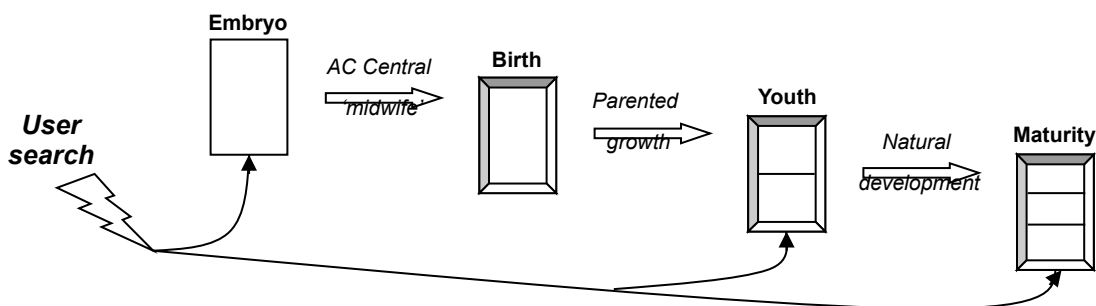 Embryo
AC Central
'midwife'
Birth
Parented
growth
Youth
Natural
development
Maturity
User
search